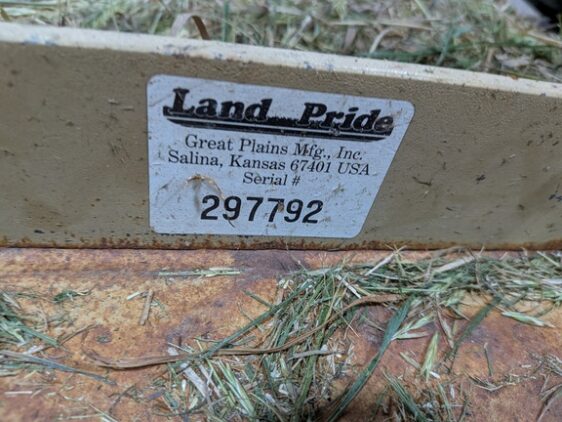 Land Pride
Great Plains Mfg., Inc.
Salina, Kansas 67401 USA
Serial #
297792